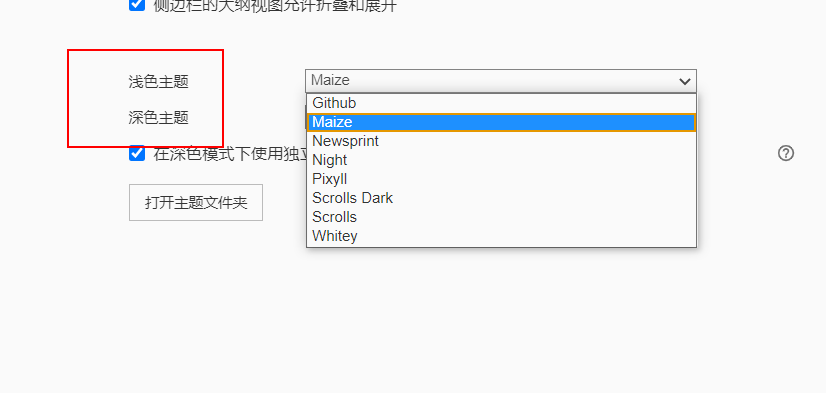 侧边栏的大纲视图允许折叠和展开
浅色主题
Maize
深色主题
Github
Maize
Newsprint
Night
Pixyll
Scrolls Dark
Scrolls
Whitey
在深色模式下使用独
打开主题文件夹